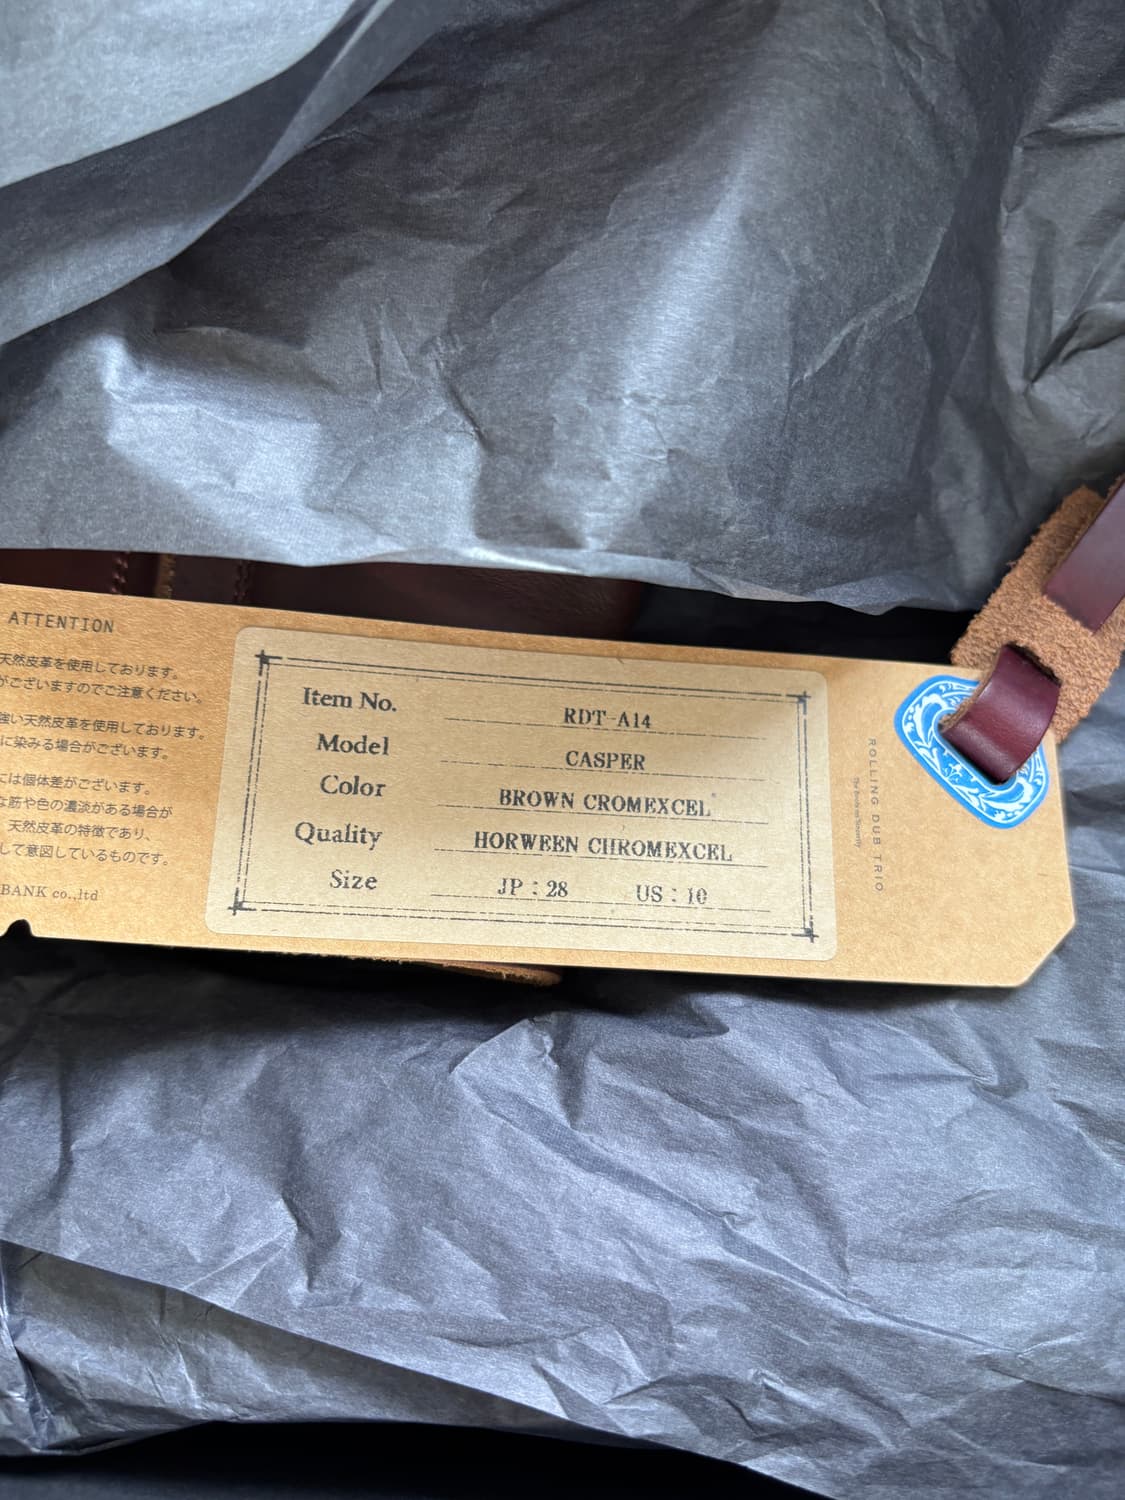 ATTENTION
天然皮革を使用しております。
がございますのでご注意ください。
強い天然皮革を使用しております。
に染みる場合がございます。
には個体差がございます。
な筋や色の濃淡がある場合が
天然皮革の特徴であり、
して意図しているものです。
BANK co.,ltd
Item No. RDT-A14
Model CASPER
Color BROWN CROMEXCEL
Quality HORWEEN CHROMEXCEL
Size JP : 28 US : 10
ROLLING DUB TRIO